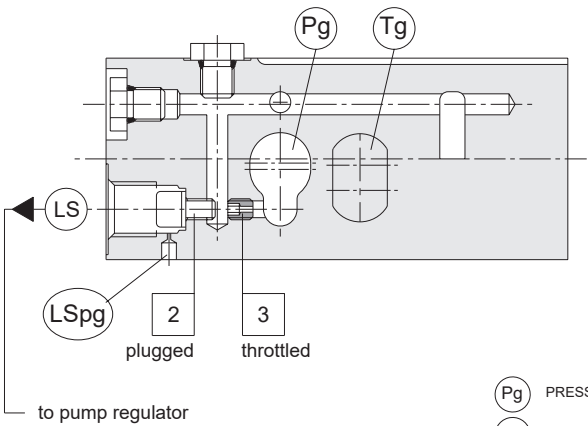 Pg Tg
LS
LSpg
2 3
plugged throttled
to pump regulator
Pg